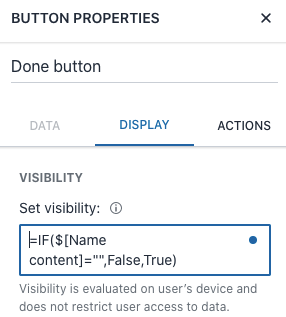 BUTTON PROPERTIES
Done button
DATA DISPLAY ACTIONS
VISIBILITY
Set visibility:
=IF($[Name
content]="",False,True)
Visibility is evaluated on user's device and
does not restrict user access to data.